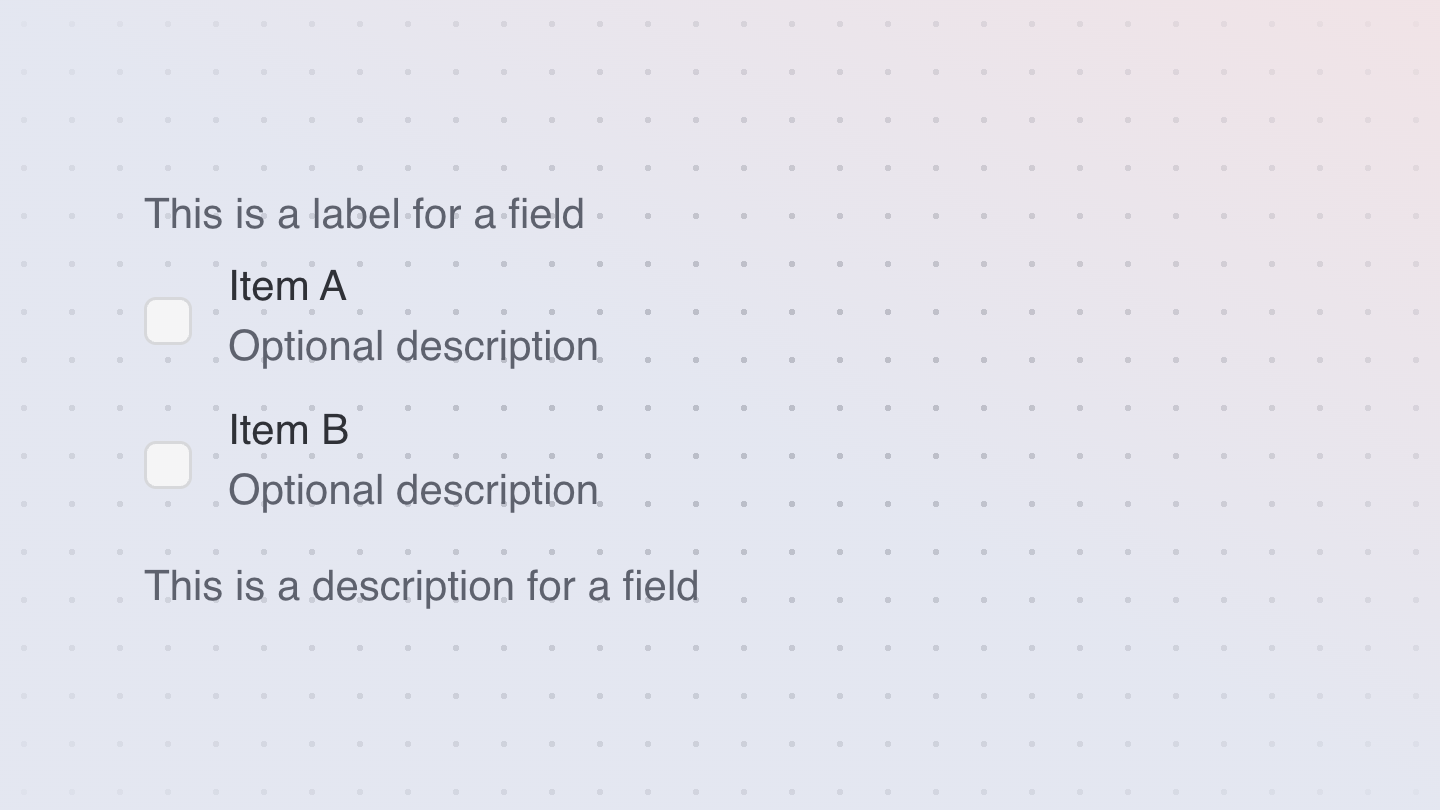 This is a label for a field
Item A
Optional description
Item B
Optional description
This is a description for a field